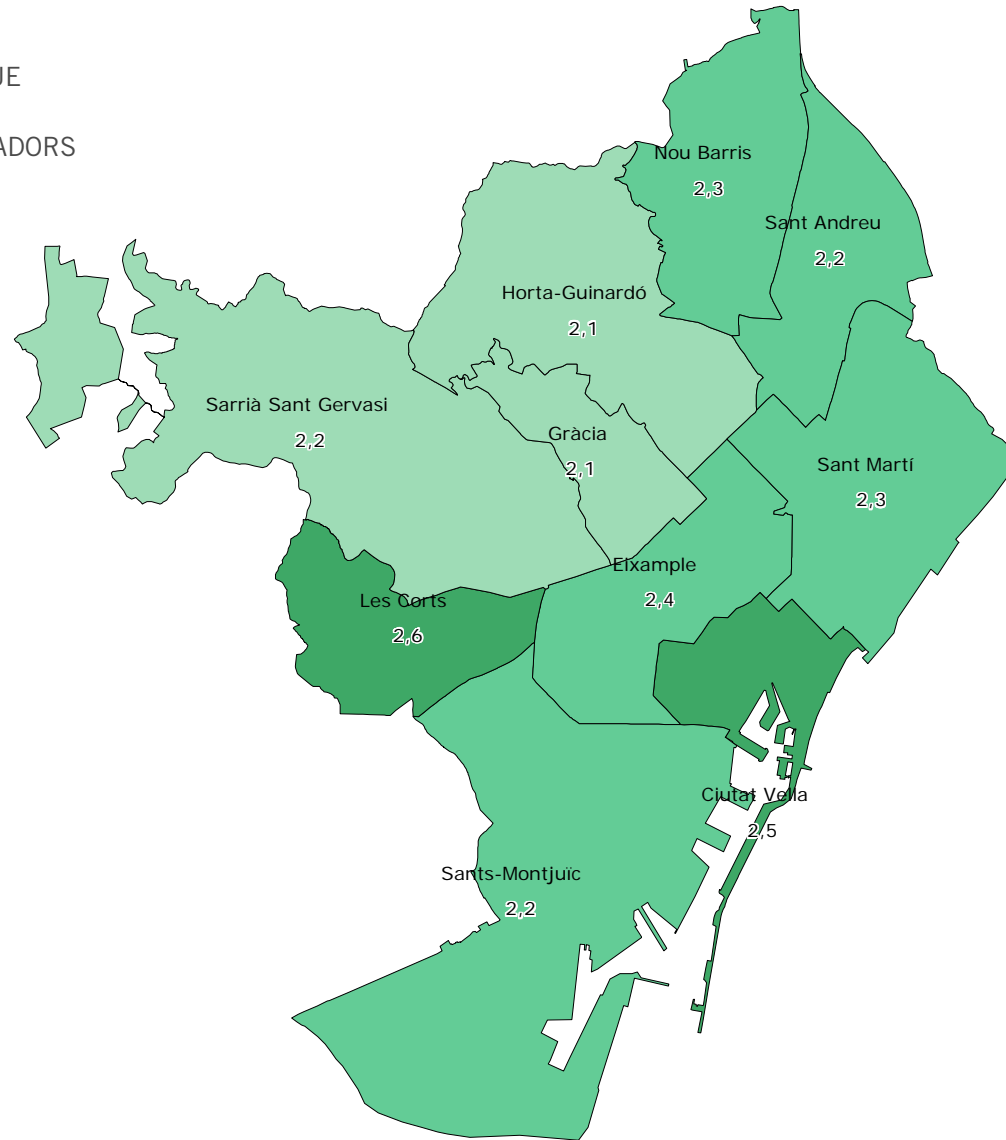 UE
ADORS
Nou Barris
2,3
Sant Andreu
2,2
Horta-Guinardó
2,1
Sarrià Sant Gervasi
2,2
Gràcia
2,1
Sant Martí
2,3
Eixample
2,4
Les Corts
2,6
Ciutat Vella
2,5
Sants-Montjuïc
2,2